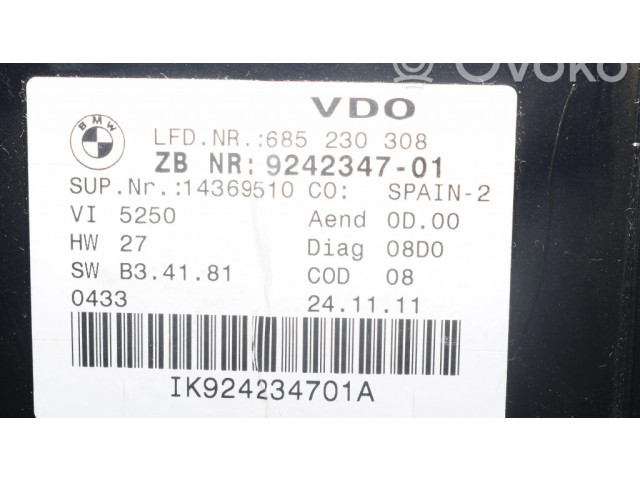 Ovoko
VDO
BMW
LFD.NR.:685 230 308
ZB NR:9242347-01
SUP.Nr.:14369510 CO: SPAIN-2
VI 5250 Aend 0D.00
HW 27 Diag 08D0
SW B3.41.81 COD 08
0433 24.11.11
IK924234701A